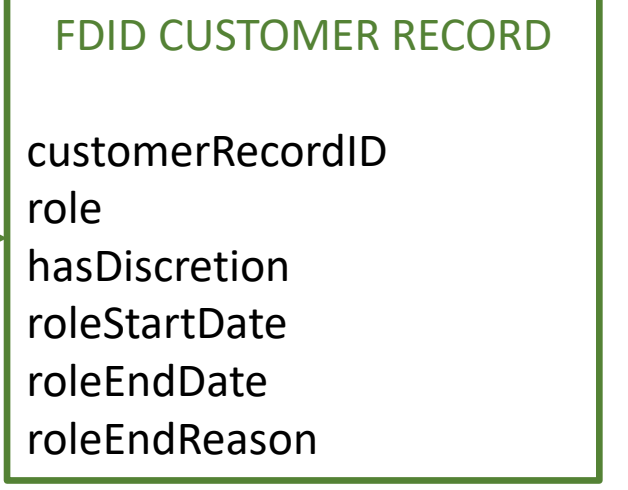 FDID CUSTOMER RECORD
customerRecordID
role
hasDiscretion
roleStartDate
roleEndDate
roleEndReason